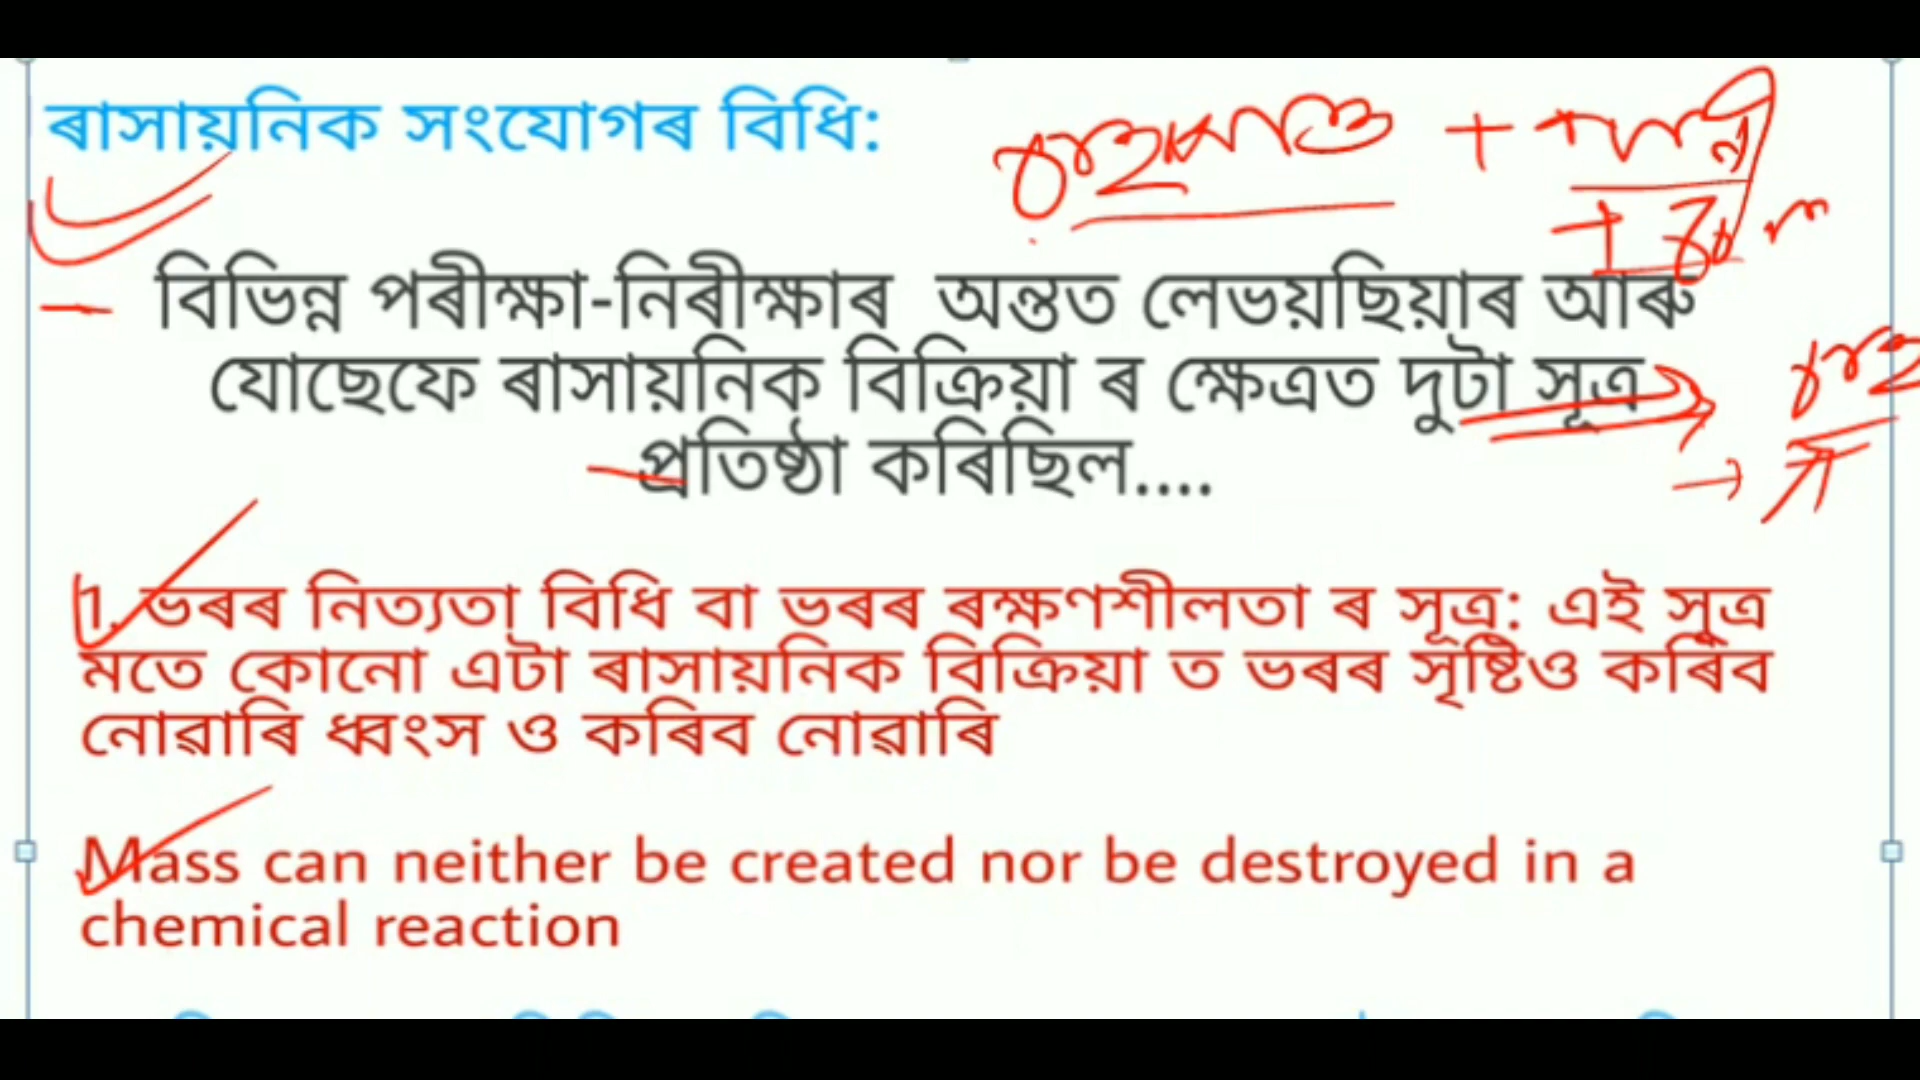 ৰাসায়নিক সংযোগৰ বিধি:
বিভিন্ন পৰীক্ষা-নিৰীক্ষাৰ অন্তত লেভয়ছিয়াৰ আৰু
যোছেফে ৰাসায়নিক বিক্ৰিয়া ৰ ক্ষেত্ৰত দুটা সূত্ৰ
প্ৰতিষ্ঠা কৰিছিল....
1. ভৰৰ নিত্যতা বিধি বা ভৰৰ ৰক্ষণশীলতা ৰ সূত্ৰ: এই সূত্ৰ
মতে কোনো এটা ৰাসায়নিক বিক্ৰিয়া ত ভৰৰ সৃষ্টিও কৰিব
নোৱাৰি ধ্বংস ও কৰিব নোৱাৰি
Mass can neither be created nor be destroyed in a
chemical reaction